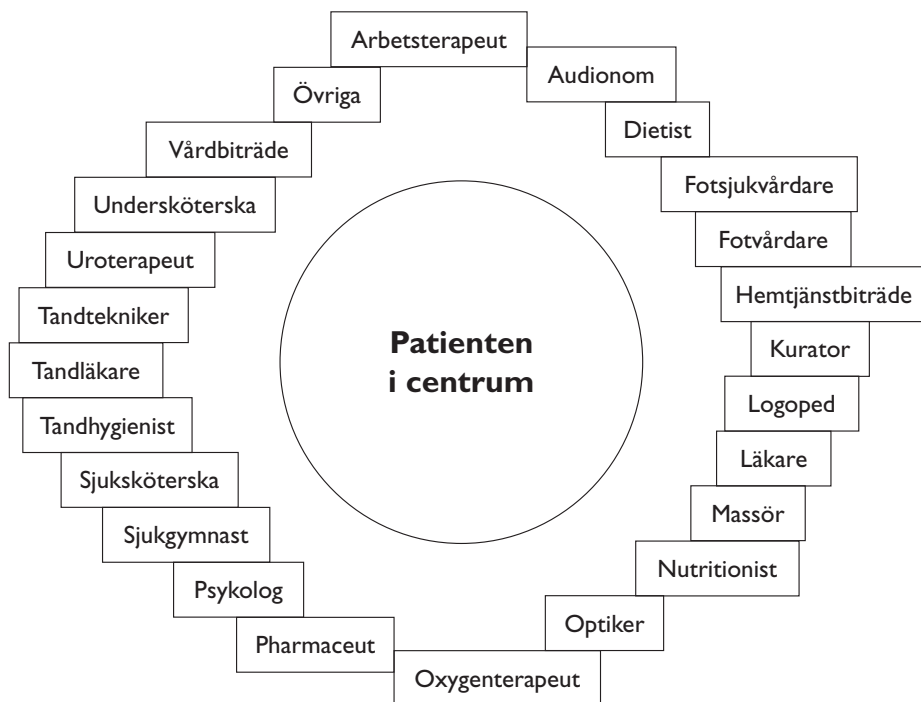 Arbetsterapeut
Audionom
Dietist
Fotsjukvårdare
Fotvårdare
Hemtjänstbiträde
Kurator
Logoped
Läkare
Massör
Nutritionist
Optiker
Oxygenterapeut
Pharmaceut
Psykolog
Sjukgymnast
Sjuksköterska
Tandhygienist
Tandläkare
Tandtekniker
Uroterapeut
Undersköterska
Vårdbiträde
Övriga
Patienten
i centrum